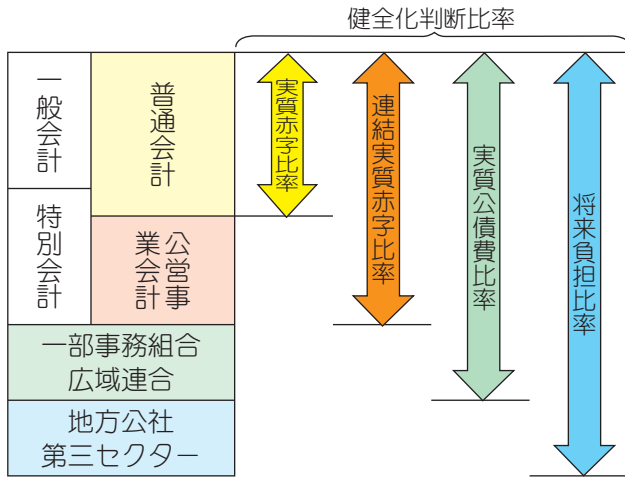 健全化判断比率
一般会計
普通会計
特別会計
公営事
業会計
一部事務組合
広域連合
地方公社
第三セクター
実質赤字比率
連結実質赤字比率
実質公債費比率
将来負担比率